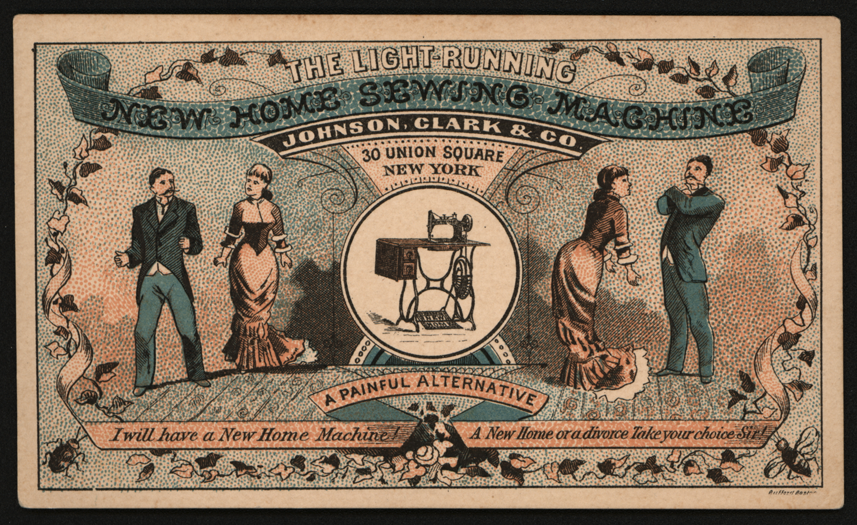 THE LIGHT-RUNNING
NEW HOME SEWING MACHINE
JOHNSON, CLARK & CO.
30 UNION SQUARE
NEW YORK
A PAINFUL ALTERNATIVE
I will have a New Home Machine!
A New Home or a divorce Take your choice Sir!